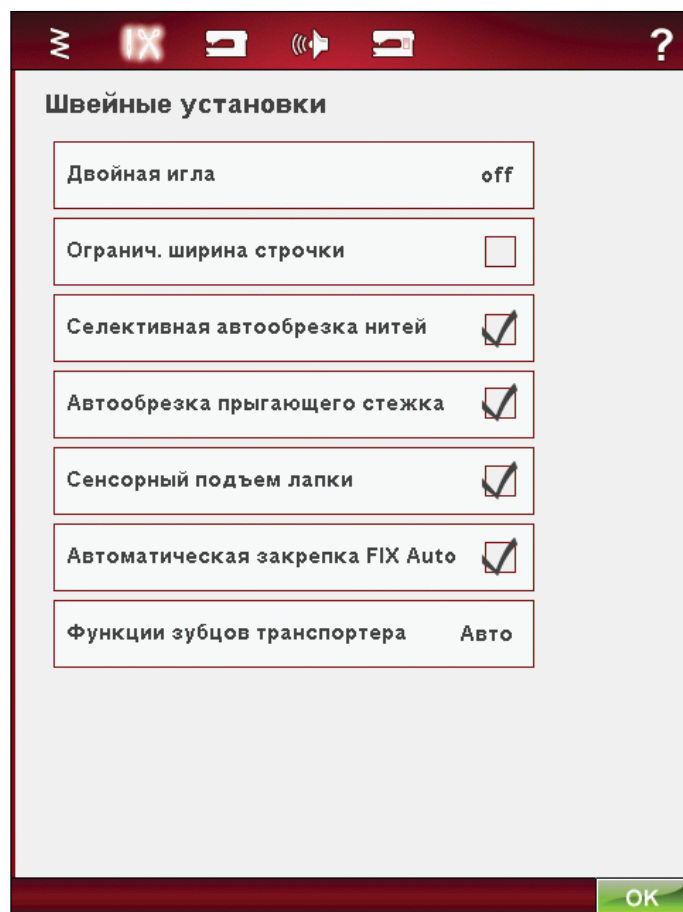 ?
Швейные установки
Двойная игла off
Огранич. ширина строчки
Селективная автообрезка нитей
Автообрезка прыгающего стежка
Сенсорный подъем лапки
Автоматическая закрепка FIX Auto
Функции зубцов транспортера Авто
OK